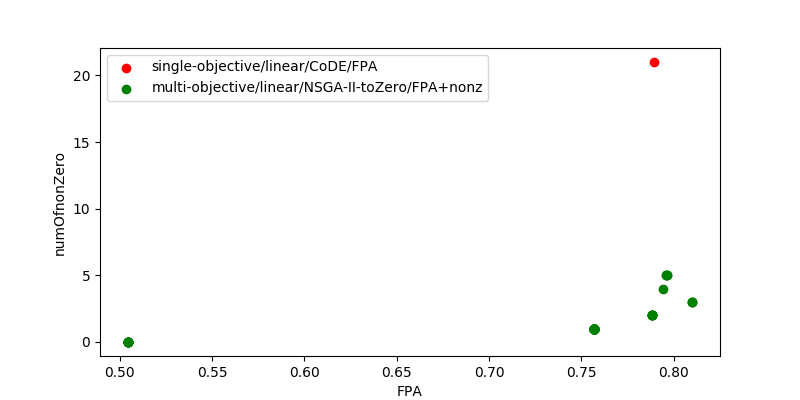 single-objective/linear/CoDE/FPA
multi-objective/linear/NSGA-II-toZero/FPA+nonz
numOfnonZero
20
15
10
5
0
0.50 0.55 0.60 0.65 0.70 0.75 0.80
FPA